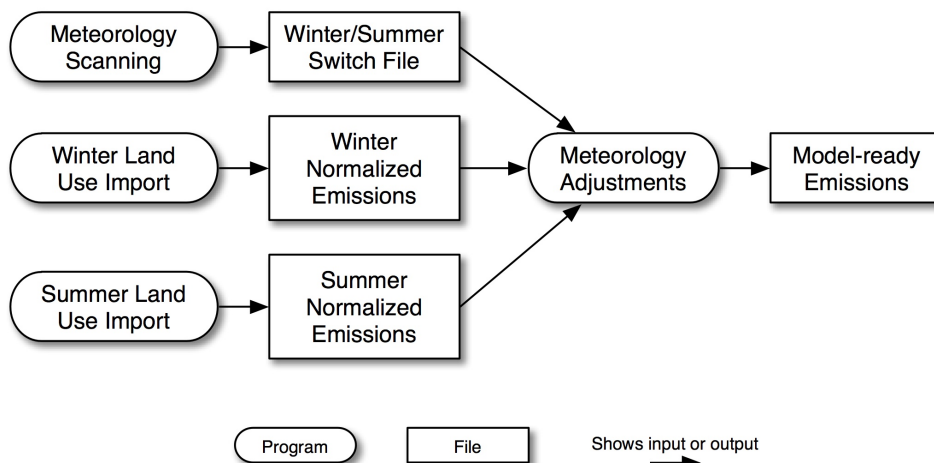 Meteorology
Scanning
Winter/Summer
Switch File
Winter Land
Use Import
Winter
Normalized
Emissions
Meteorology
Adjustments
Model-ready
Emissions
Summer Land
Use Import
Summer
Normalized
Emissions
Program
File
Shows input or output